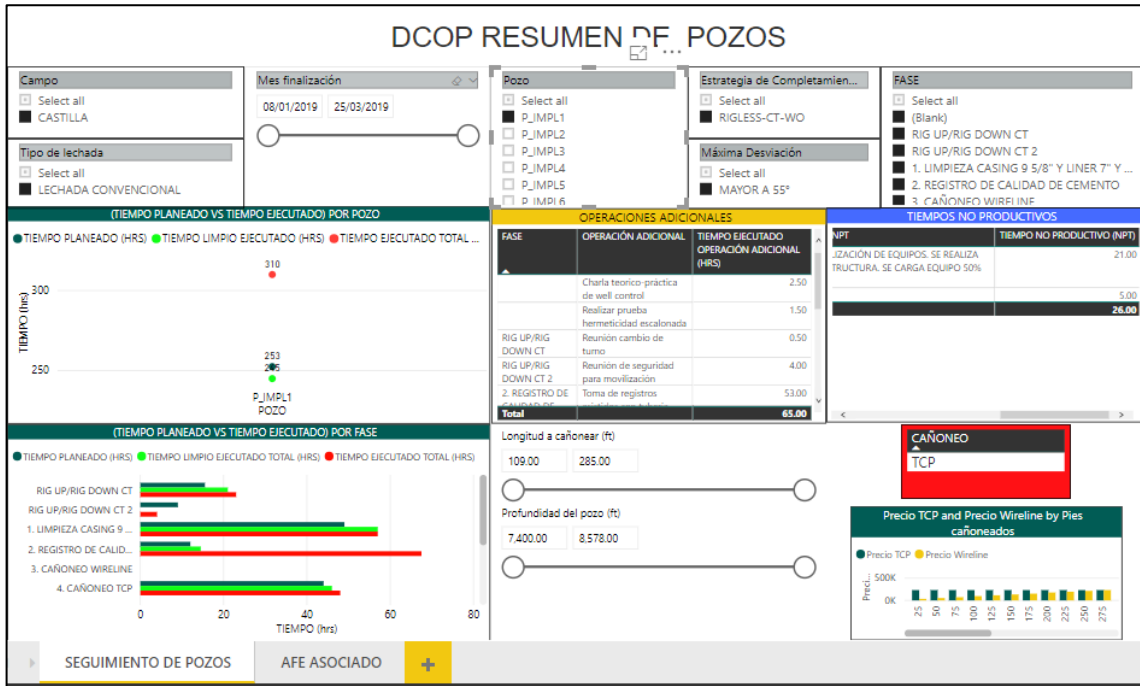 DCOP RESUMEN DE POZOS
Campo
Select all
CASTILLA
Tipo de lechada
Select all
LECHADA CONVENCIONAL
Mes finalización
08/01/2019 25/03/2019
Pozo
Select all
P_IMPL1
P_IMPL2
P_IMPL3
P_IMPL4
P_IMPL5
P_IMPL6
Estrategia de Completamien...
Select all
RIGLESS-CT-WO
Máxima Desviación
Select all
MAYOR A 55°
FASE
Select all
(Blank)
RIG UP/RIG DOWN CT
RIG UP/RIG DOWN CT 2
1. LIMPIEZA CASING 9 5/8" Y LINER 7" Y ...
2. REGISTRO DE CALIDAD DE CEMENTO
3. CAÑONEO WIRELINE
(TIEMPO PLANEADO VS TIEMPO EJECUTADO) POR POZO
TIEMPO PLANEADO (HRS) TIEMPO LIMPIO EJECUTADO (HRS) TIEMPO EJECUTADO TOTAL ...
TIEMPO (hrs)
300
250
310
253
P_IMPL1
POZO
OPERACIONES ADICIONALES
FASE OPERACIÓN ADICIONAL TIEMPO EJECUTADO
OPERACIÓN ADICIONAL
(HRS)
Charla teorico-práctica 2.50
de well control
Realizar prueba 1.50
hermeticidad escalonada
RIG UP/RIG Reunión cambio de 0.50
DOWN CT turno
RIG UP/RIG Reunión de seguridad 4.00
DOWN CT 2 para movilización
2. REGISTRO DE Toma de registros 53.00
Total 65.00
TIEMPOS NO PRODUCTIVOS
NPT TIEMPO NO PRODUCTIVO (NPT)
.IZACIÓN DE EQUIPOS. SE REALIZA 21.00
TRUCTURA. SE CARGA EQUIPO 50%
5.00
26.00
(TIEMPO PLANEADO VS TIEMPO EJECUTADO) POR FASE
TIEMPO PLANEADO (HRS) TIEMPO LIMPIO EJECUTADO TOTAL (HRS) TIEMPO EJECUTADO TOTAL (HRS)
RIG UP/RIG DOWN CT
RIG UP/RIG DOWN CT 2
1. LIMPIEZA CASING 9 ...
2. REGISTRO DE CALID...
3. CAÑONEO WIRELINE
4. CAÑONEO TCP
0 20 40 60 80
TIEMPO (hrs)
Longitud a cañonear (ft)
109.00 285.00
Profundidad del pozo (ft)
7,400.00 8,578.00
CAÑONEO
TCP
Precio TCP and Precio Wireline by Pies
cañoneados
Precio TCP Precio Wireline
Preci...
500K
0K
25 50 75 100 125 150 175 200 225 250 275
SEGUIMIENTO DE POZOS AFE ASOCIADO +